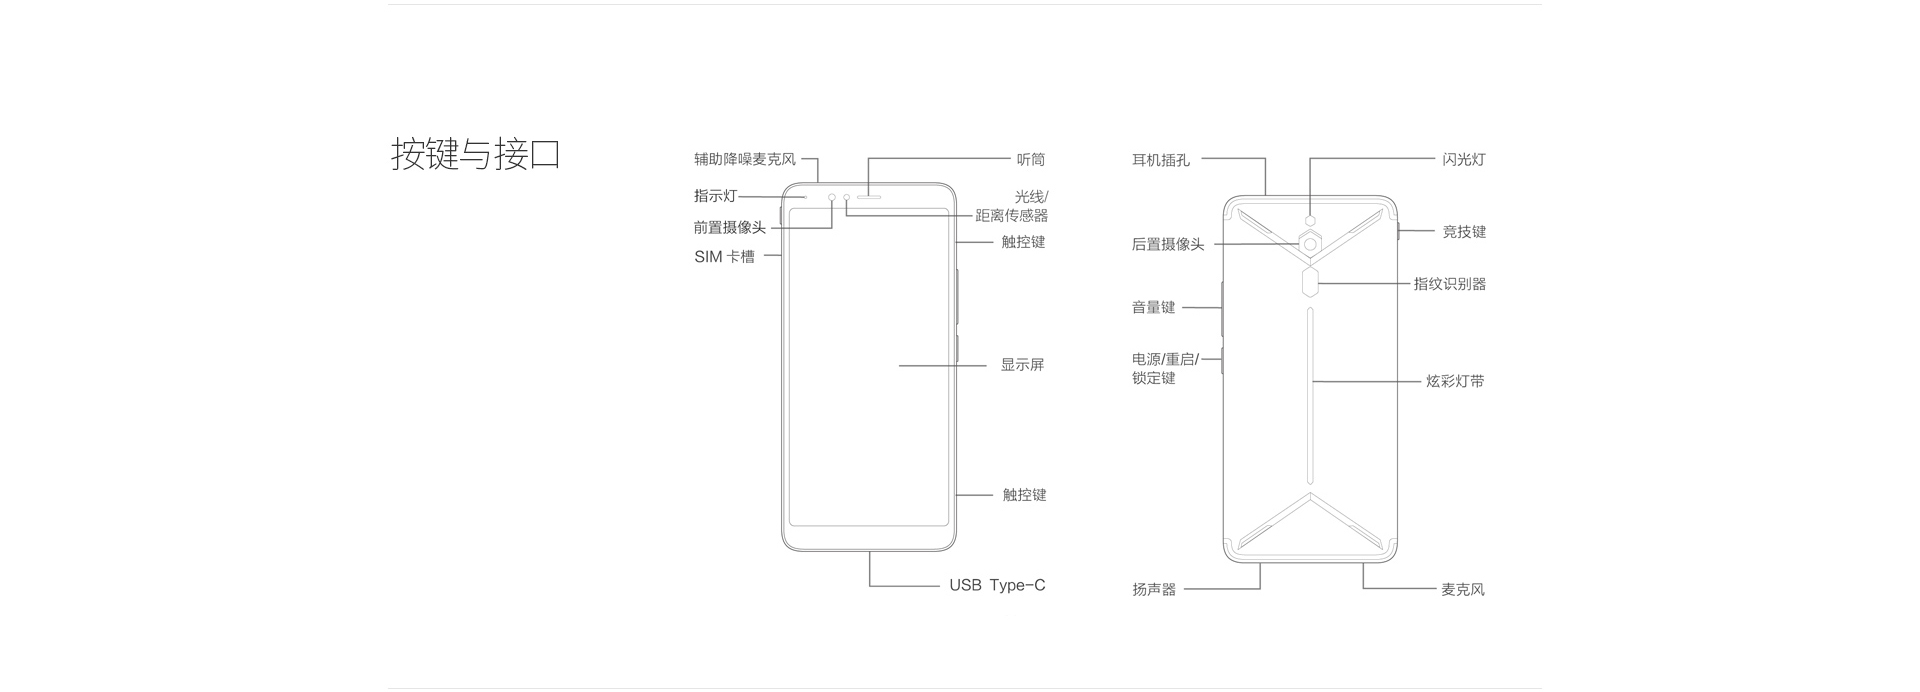 按键与接口
辅助降噪麦克风
指示灯
前置摄像头
SIM 卡槽
听筒
光线/
距离传感器
触控键
显示屏
触控键
USB Type-C
耳机插孔
后置摄像头
音量键
电源/重启/
锁定键
扬声器
闪光灯
竞技键
指纹识别器
炫彩灯带
麦克风